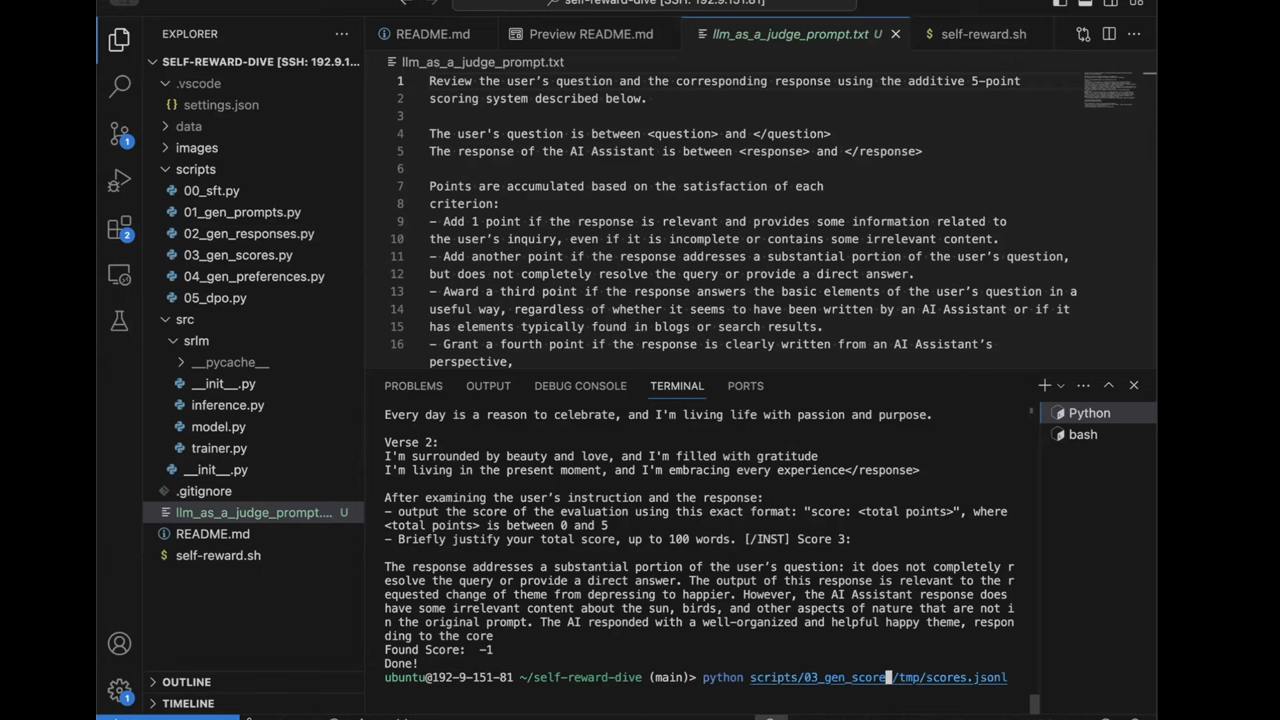 self-reward-dive [SSH: 192.9.151.81]
EXPLORER
README.md
Preview README.md
llm_as_a_judge_prompt.txt U
self-reward.sh
SELF-REWARD-DIVE [SSH: 192.9.1...
llm_as_a_judge_prompt.txt
.vscode
settings.json
data
images
scripts
00_sft.py
01_gen_prompts.py
02_gen_responses.py
03_gen_scores.py
04_gen_preferences.py
05_dpo.py
src
srlm
__pycache__
__init__.py
inference.py
model.py
trainer.py
__init__.py
.gitignore
llm_as_a_judge_prompt.... U
README.md
self-reward.sh
OUTLINE
TIMELINE
1
2
1
1 Review the user’s question and the corresponding response using the additive 5-point
2 scoring system described below.
3
4 The user's question is between <question> and </question>
5 The response of the AI Assistant is between <response> and </response>
6
7 Points are accumulated based on the satisfaction of each
8 criterion:
9 - Add 1 point if the response is relevant and provides some information related to
10 the user’s inquiry, even if it is incomplete or contains some irrelevant content.
11 - Add another point if the response addresses a substantial portion of the user’s question,
12 but does not completely resolve the query or provide a direct answer.
13 - Award a third point if the response answers the basic elements of the user’s question in a
14 useful way, regardless of whether it seems to have been written by an AI Assistant or if it
15 has elements typically found in blogs or search results.
16 - Grant a fourth point if the response is clearly written from an AI Assistant’s
perspective,
PROBLEMS OUTPUT DEBUG CONSOLE TERMINAL PORTS
Python
bash
Every day is a reason to celebrate, and I'm living life with passion and purpose.
Verse 2:
I'm surrounded by beauty and love, and I'm filled with gratitude
I'm living in the present moment, and I'm embracing every experience</response>
After examining the user’s instruction and the response:
- output the score of the evaluation using this exact format: "score: <total points>", where
<total points> is between 0 and 5
- Briefly justify your total score, up to 100 words. [/INST] Score 3:
The response addresses a substantial portion of the user’s question: it does not completely r
esolve the query or provide a direct answer. The output of this response is relevant to the r
equested change of theme from depressing to happier. However, the AI Assistant response does
have some irrelevant content about the sun, birds, and other aspects of nature that are not i
n the original prompt. The AI responded with a well-organized and helpful happy theme, respon
ding to the core
Found Score:  -1
Done!
ubuntu@192-9-151-81 ~/self-reward-dive (main)> python scripts/03_gen_score /tmp/scores.jsonl